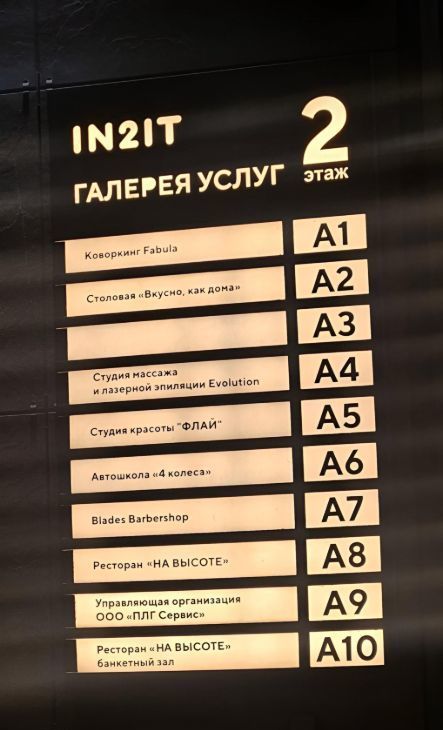 IN2IT
ГАЛЕРЕЯ УСЛУГ
2
этаж
Коворкинг Fabula
A1
Столовая «Вкусно, как дома»
A2
A3
Студия массажа
и лазерной эпиляции Evolution
A4
Студия красоты "ФЛАЙ"
A5
Автошкола «4 колеса»
A6
Blades Barbershop
A7
Ресторан «НА ВЫСОТЕ»
A8
Управляющая организация
ООО «ПЛГ Сервис»
A9
Ресторан «НА ВЫСОТЕ»
банкетный зал
A10